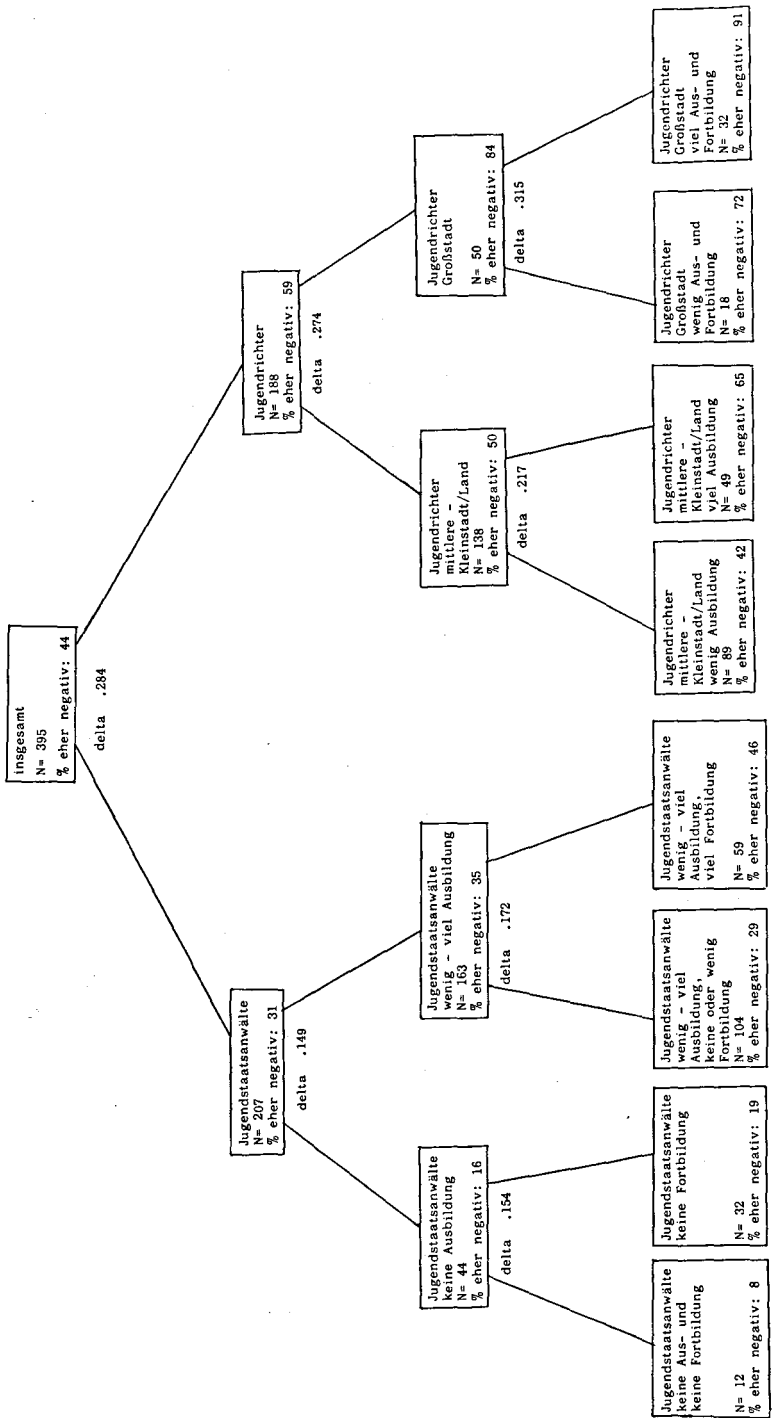 insgesamt
N= 395
% eher negativ: 44
delta .284
Jugendstaatsanwälte
N= 207
% eher negativ: 31
delta .149
Jugendrichter
N= 188
% eher negativ: 59
delta .274
Jugendstaatsanwälte
keine Ausbildung
N= 44
% eher negativ: 16
delta .154
Jugendstaatsanwälte
wenig - viel Ausbildung
N= 163
% eher negativ: 35
delta .172
Jugendrichter
mittlere -
Kleinstadt/Land
N= 138
% eher negativ: 50
delta .217
Jugendrichter
Großstadt
N= 50
% eher negativ: 84
delta .315
Jugendstaatsanwälte
keine Aus- und
keine Fortbildung
N= 12
% eher negativ: 8
Jugendstaatsanwälte
keine Fortbildung
N= 32
% eher negativ: 19
Jugendstaatsanwälte
wenig - viel
Ausbildung,
keine oder wenig
Fortbildung
N= 104
% eher negativ: 29
Jugendstaatsanwälte
wenig - viel
Ausbildung,
viel Fortbildung
N= 59
% eher negativ: 46
Jugendrichter
mittlere -
Kleinstadt/Land
wenig Ausbildung
N= 89
% eher negativ: 42
Jugendrichter
mittlere -
Kleinstadt/Land
viel Ausbildung
N= 49
% eher negativ: 65
Jugendrichter
Großstadt
wenig Aus- und
Fortbildung
N= 18
% eher negativ: 72
Jugendrichter
Großstadt
viel Aus- und
Fortbildung
N= 32
% eher negativ: 91